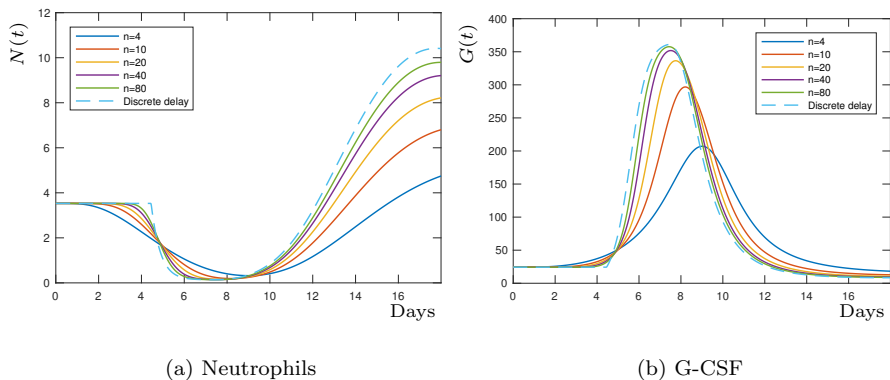 N(t)
12
10
8
6
4
2
0
n=4
n=10
n=20
n=40
n=80
Discrete delay
0 2 4 6 8 10 12 14 16
Days
(a) Neutrophils
G(t)
400
350
300
250
200
150
100
50
0
n=4
n=10
n=20
n=40
n=80
Discrete delay
0 2 4 6 8 10 12 14 16
Days
(b) G-CSF